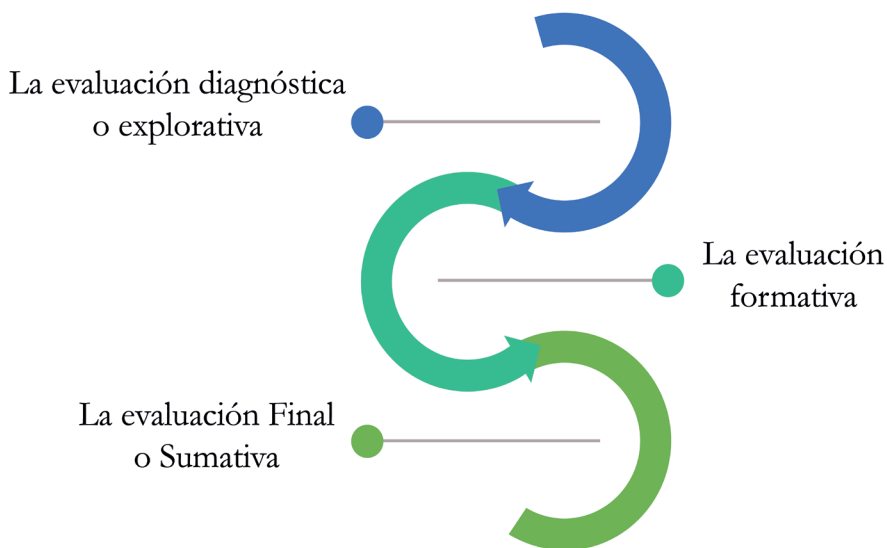 La evaluación diagnóstica
o explorativa
La evaluación
formativa
La evaluación Final
o Sumativa